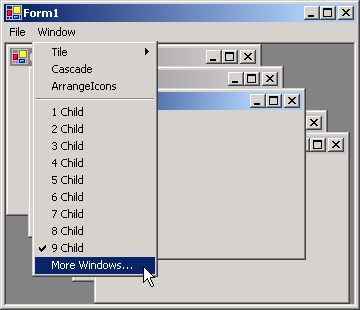 Form1
File Window
Tile
Cascade
ArrangeIcons
1 Child
2 Child
3 Child
4 Child
5 Child
6 Child
7 Child
8 Child
9 Child
More Windows...